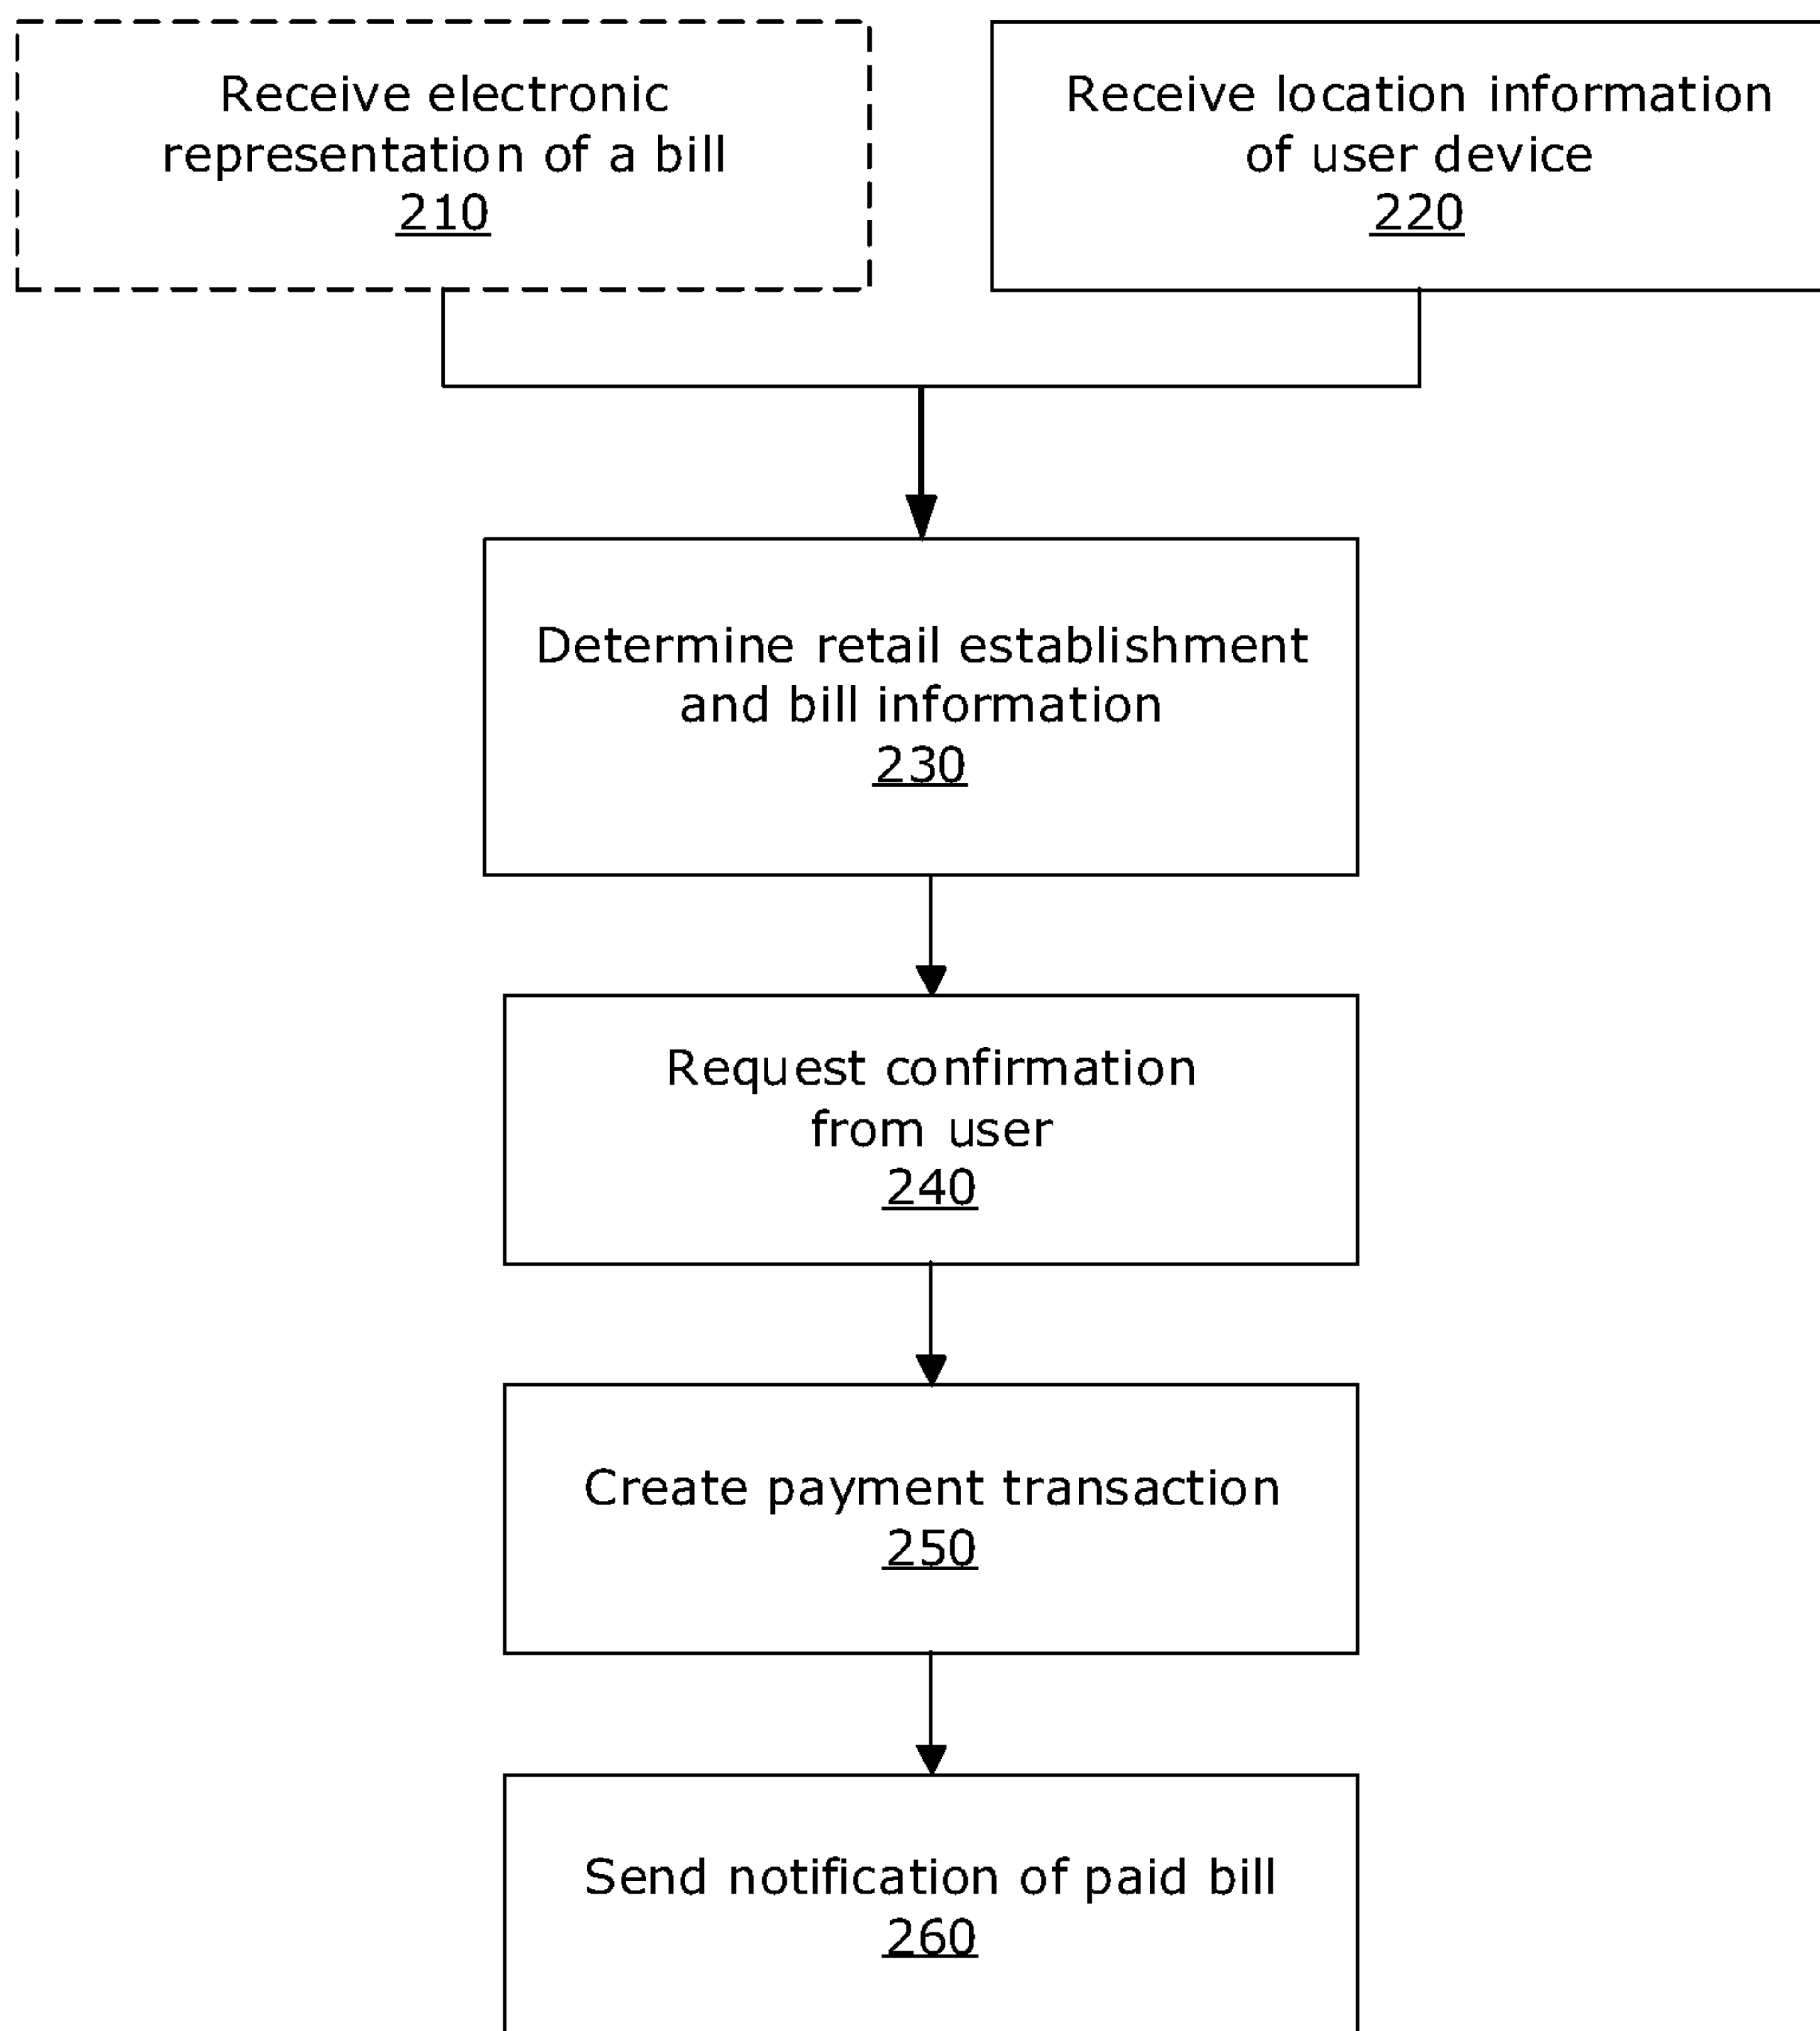 Receive electronic
representation of a bill
210
Receive location information
of user device
220
Determine retail establishment
and bill information
230
Request confirmation
from user
240
Create payment transaction
250
Send notification of paid bill
260